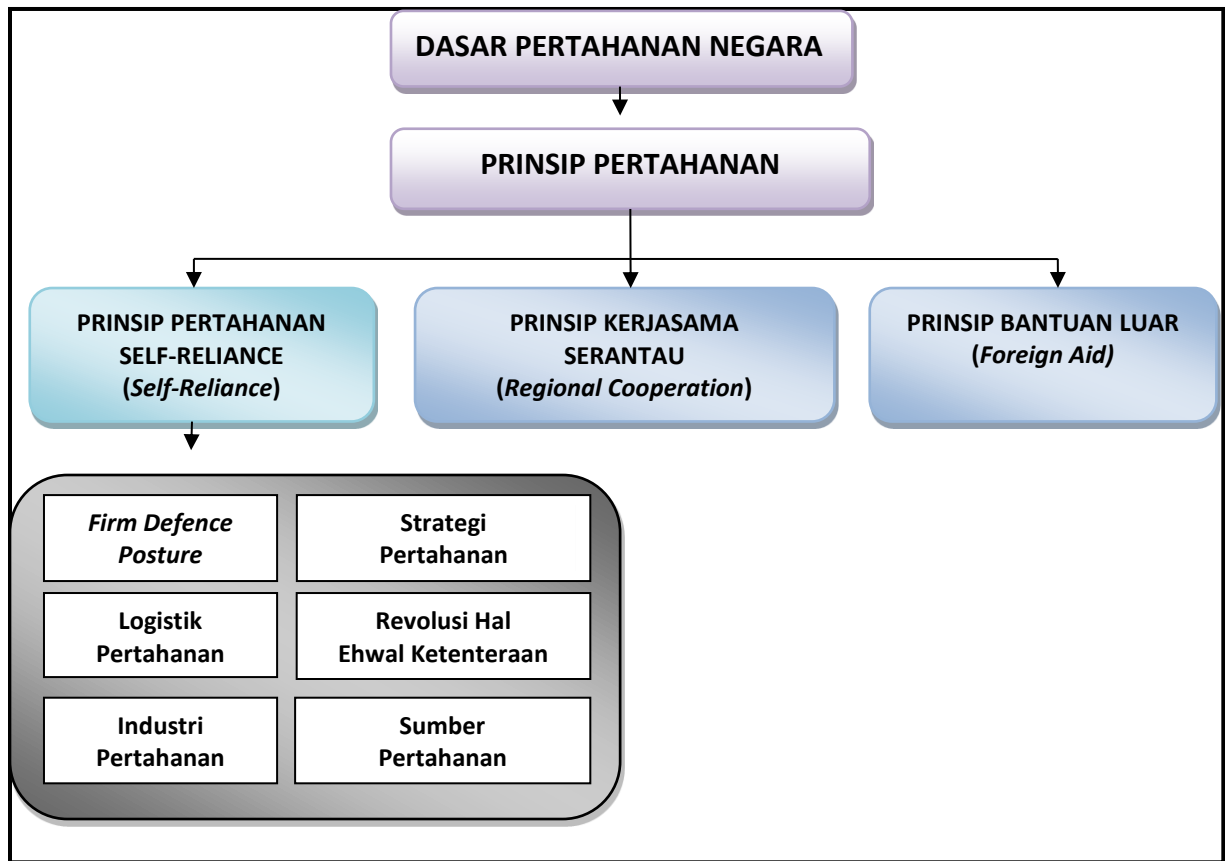 DASAR PERTAHANAN NEGARA
PRINSIP PERTAHANAN
PRINSIP PERTAHANAN
SELF-RELIANCE
(Self-Reliance)
PRINSIP KERJASAMA
SERANTAU
(Regional Cooperation)
PRINSIP BANTUAN LUAR
(Foreign Aid)
Firm Defence
Posture
Strategi
Pertahanan
Logistik
Pertahanan
Revolusi Hal
Ehwal Ketenteraan
Industri
Pertahanan
Sumber
Pertahanan